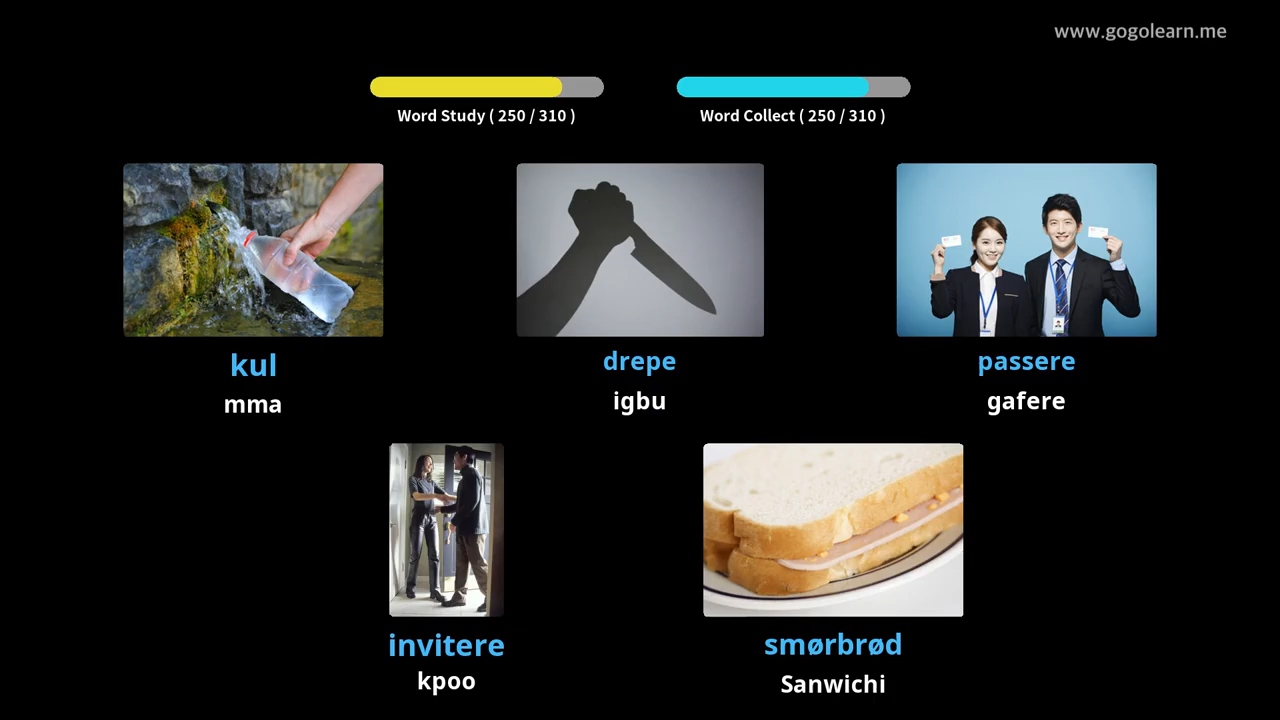 www.gogolearn.me
Word Study ( 250 / 310 )
Word Collect ( 250 / 310 )
kul
mma
drepe
igbu
passere
gafere
invitere
kpoo
smørbrød
Sanwichi